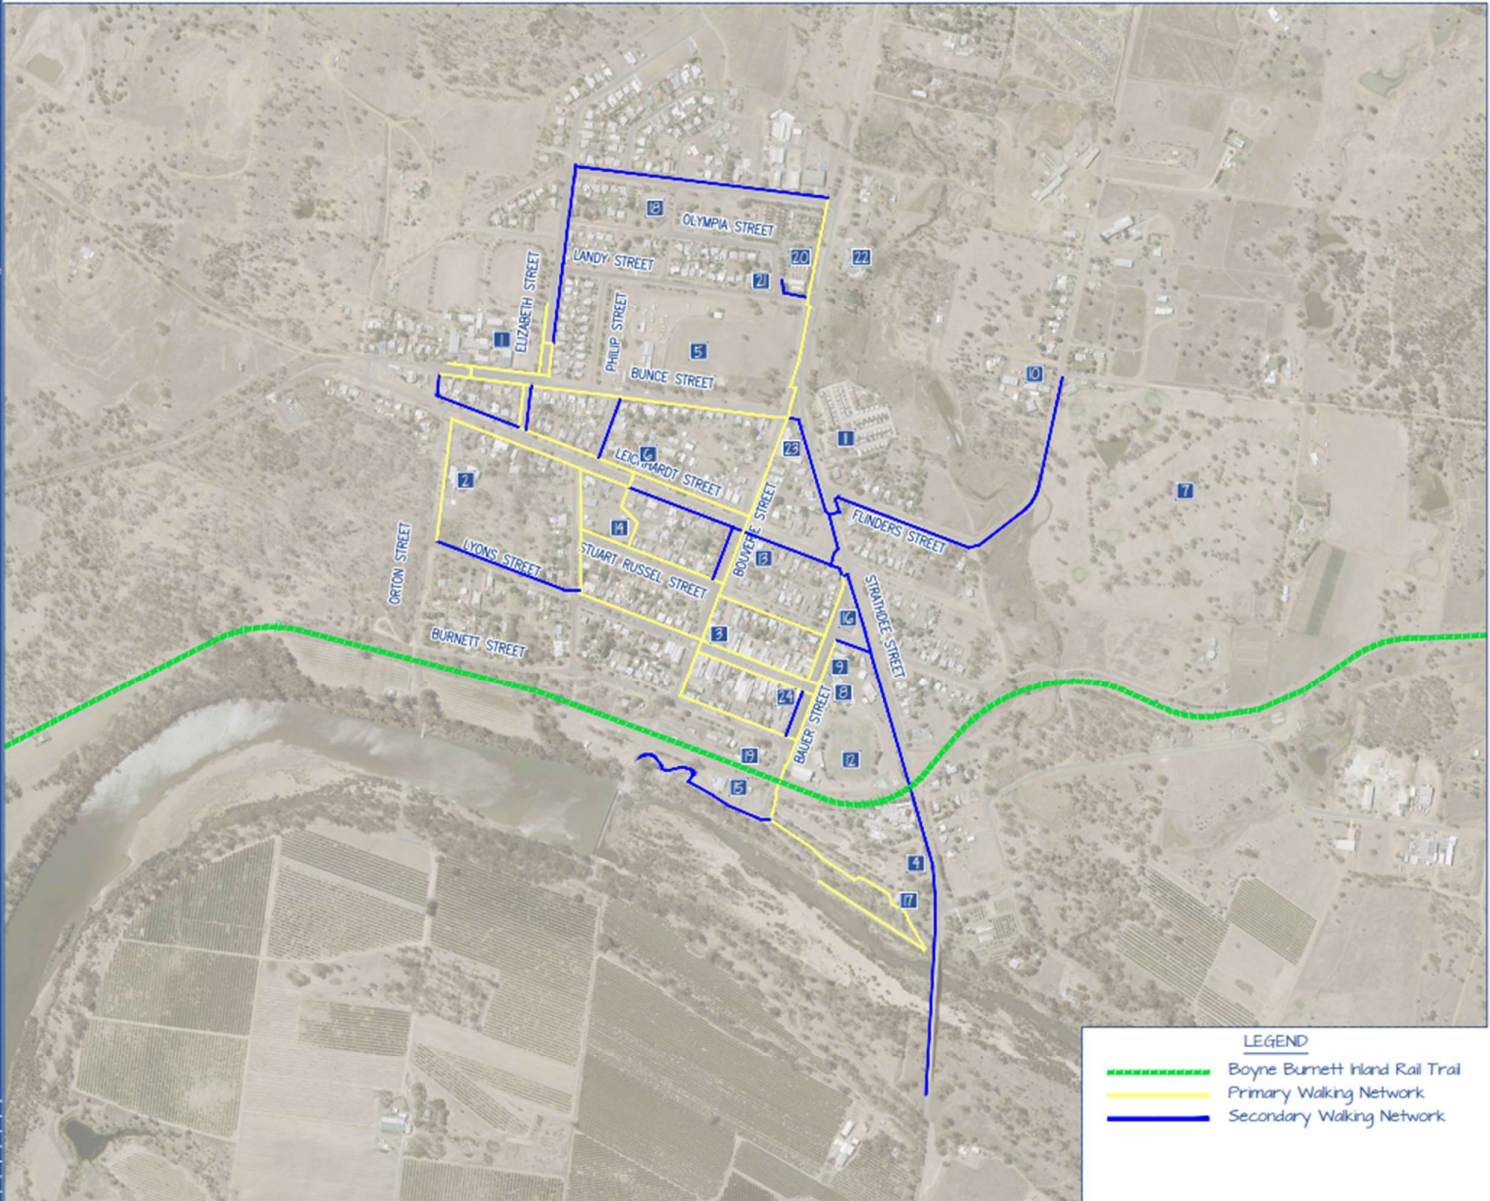 18
OLYMPIA STREET
20
22
LANDY STREET
21
ELIZABETH STREET
PHILIP STREET
1
5
BUNCE STREET
10
1
23
6
LEICHHARDT STREET
2
7
BOUVERIE STREET
14
FLINDERS STREET
13
LYONS STREET
STUART RUSSEL STREET
ORTON STREET
STRATHDEE STREET
16
3
BURNETT STREET
9
8
24
BAUER STREET
19
12
15
4
17
LEGEND
Boyne Burnett Inland Rail Trail
Primary Walking Network
Secondary Walking Network